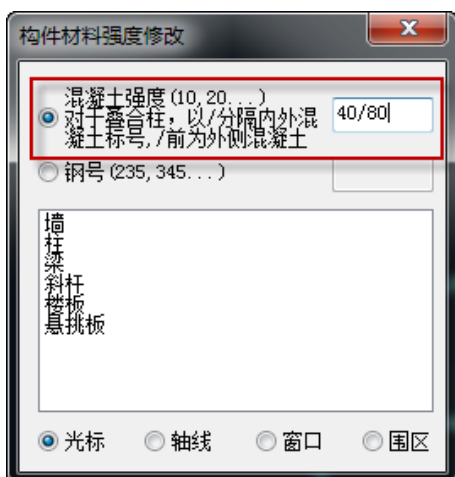 构件材料强度修改
混凝土强度(10,20...)
对于叠合柱，以/分隔内外混
凝土标号,/前为外侧混凝土
40/80
钢号(235,345...)
墙
柱
梁
斜杆
楼板
悬挑板
光标 轴线 窗口 围区